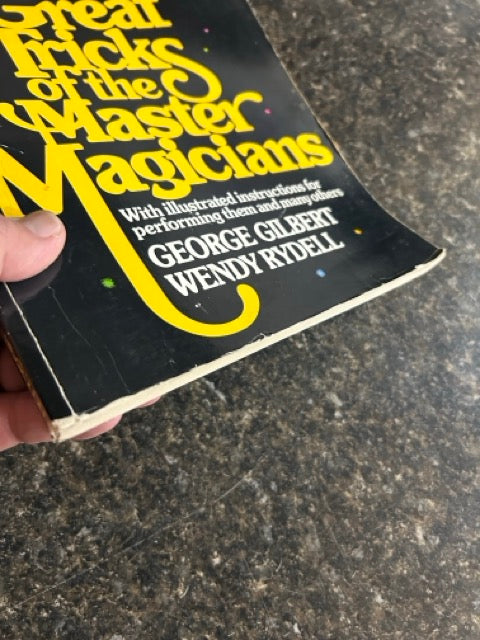 Great
Tricks
of the
Master
Magicians
With illustrated instructions for
performing them and many others
GEORGE GILBERT
WENDY RYDELL